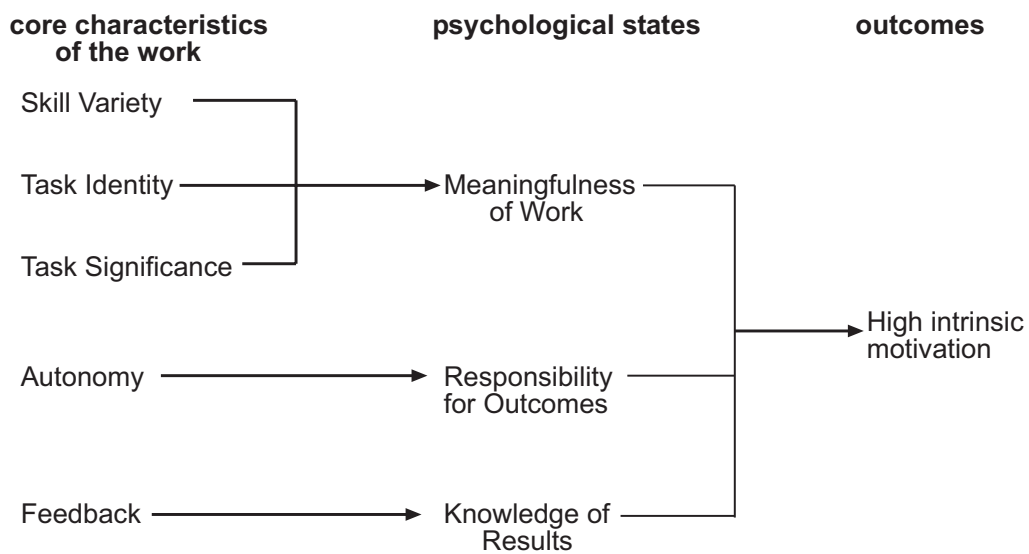 core characteristics
of the work
psychological states
outcomes
Skill Variety
Task Identity
Task Significance
Meaningfulness
of Work
High intrinsic
motivation
Autonomy
Responsibility
for Outcomes
Feedback
Knowledge of
Results